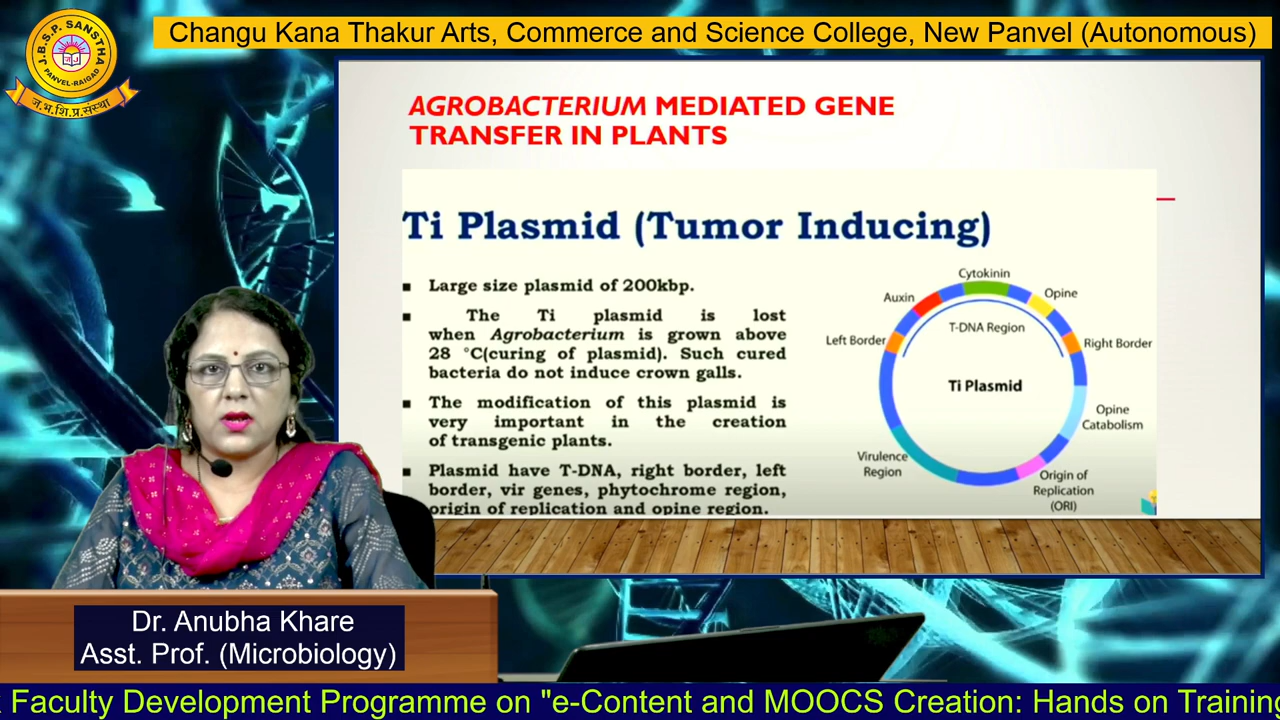 Changu Kana Thakur Arts, Commerce and Science College, New Panvel (Autonomous)
J.B.S.P. SANSTHA
PANVEL-RAIGAD
ज.भ.शि.प्र.संस्था
AGROBACTERIUM MEDIATED GENE
TRANSFER IN PLANTS
Ti Plasmid (Tumor Inducing)
▪ Large size plasmid of 200kbp.
▪ The Ti plasmid is lost
when Agrobacterium is grown above
28 °C(curing of plasmid). Such cured
bacteria do not induce crown galls.
▪ The modification of this plasmid is
very important in the creation
of transgenic plants.
▪ Plasmid have T-DNA, right border, left
border, vir genes, phytochrome region,
origin of replication and opine region.
Cytokinin
Auxin
Opine
T-DNA Region
Left Border
Right Border
Ti Plasmid
Opine
Catabolism
Virulence
Region
Origin of
Replication
(ORI)
Dr. Anubha Khare
Asst. Prof. (Microbiology)
Faculty Development Programme on "e-Content and MOOCS Creation: Hands on Training